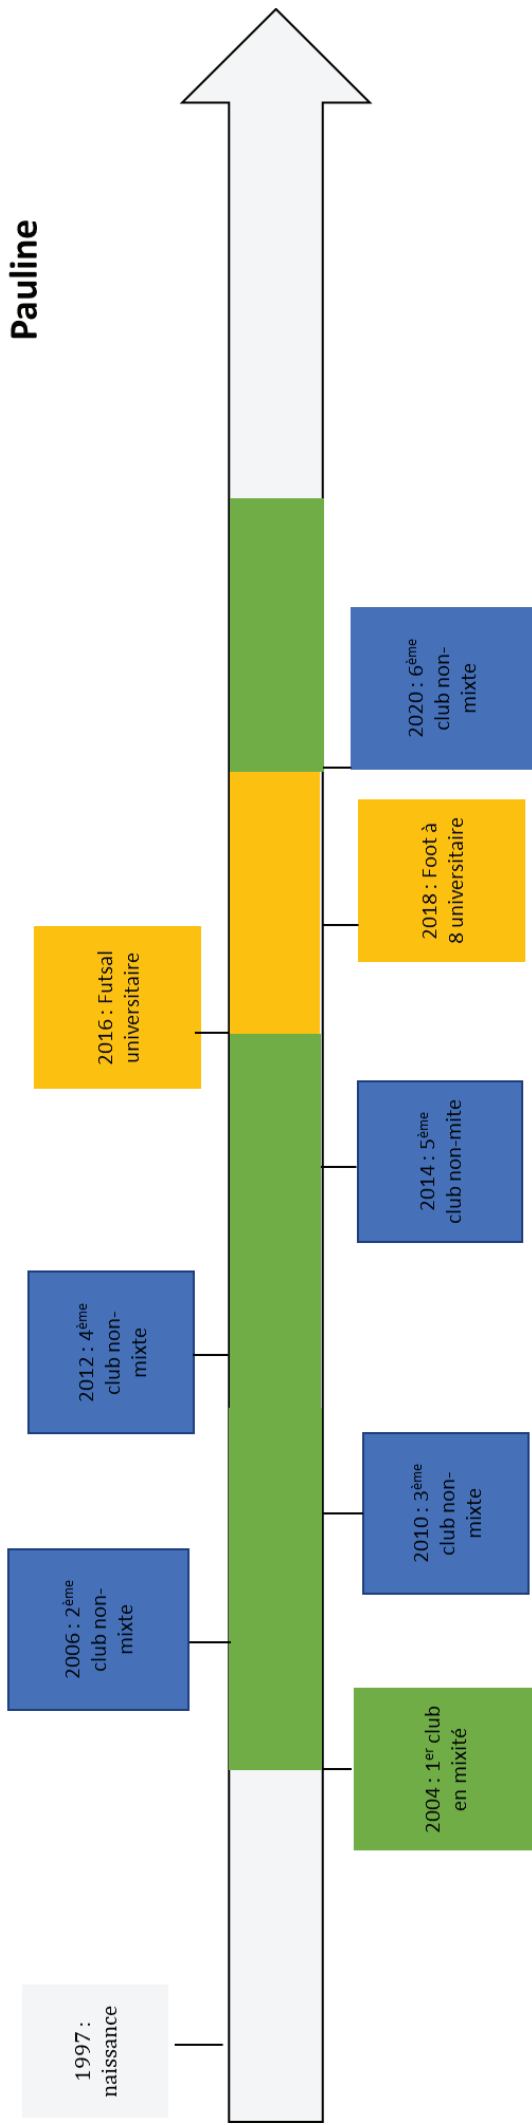 Pauline
1997 :
naissance
2004 : 1er club
en mixité
2006 : 2ème
club non-
mixte
2010 : 3ème
club non-
mixte
2012 : 4ème
club non-
mixte
2014 : 5ème
club non-mite
2016 : Futsal
universitaire
2018 : Foot à
8 universitaire
2020 : 6ème
club non-
mixte